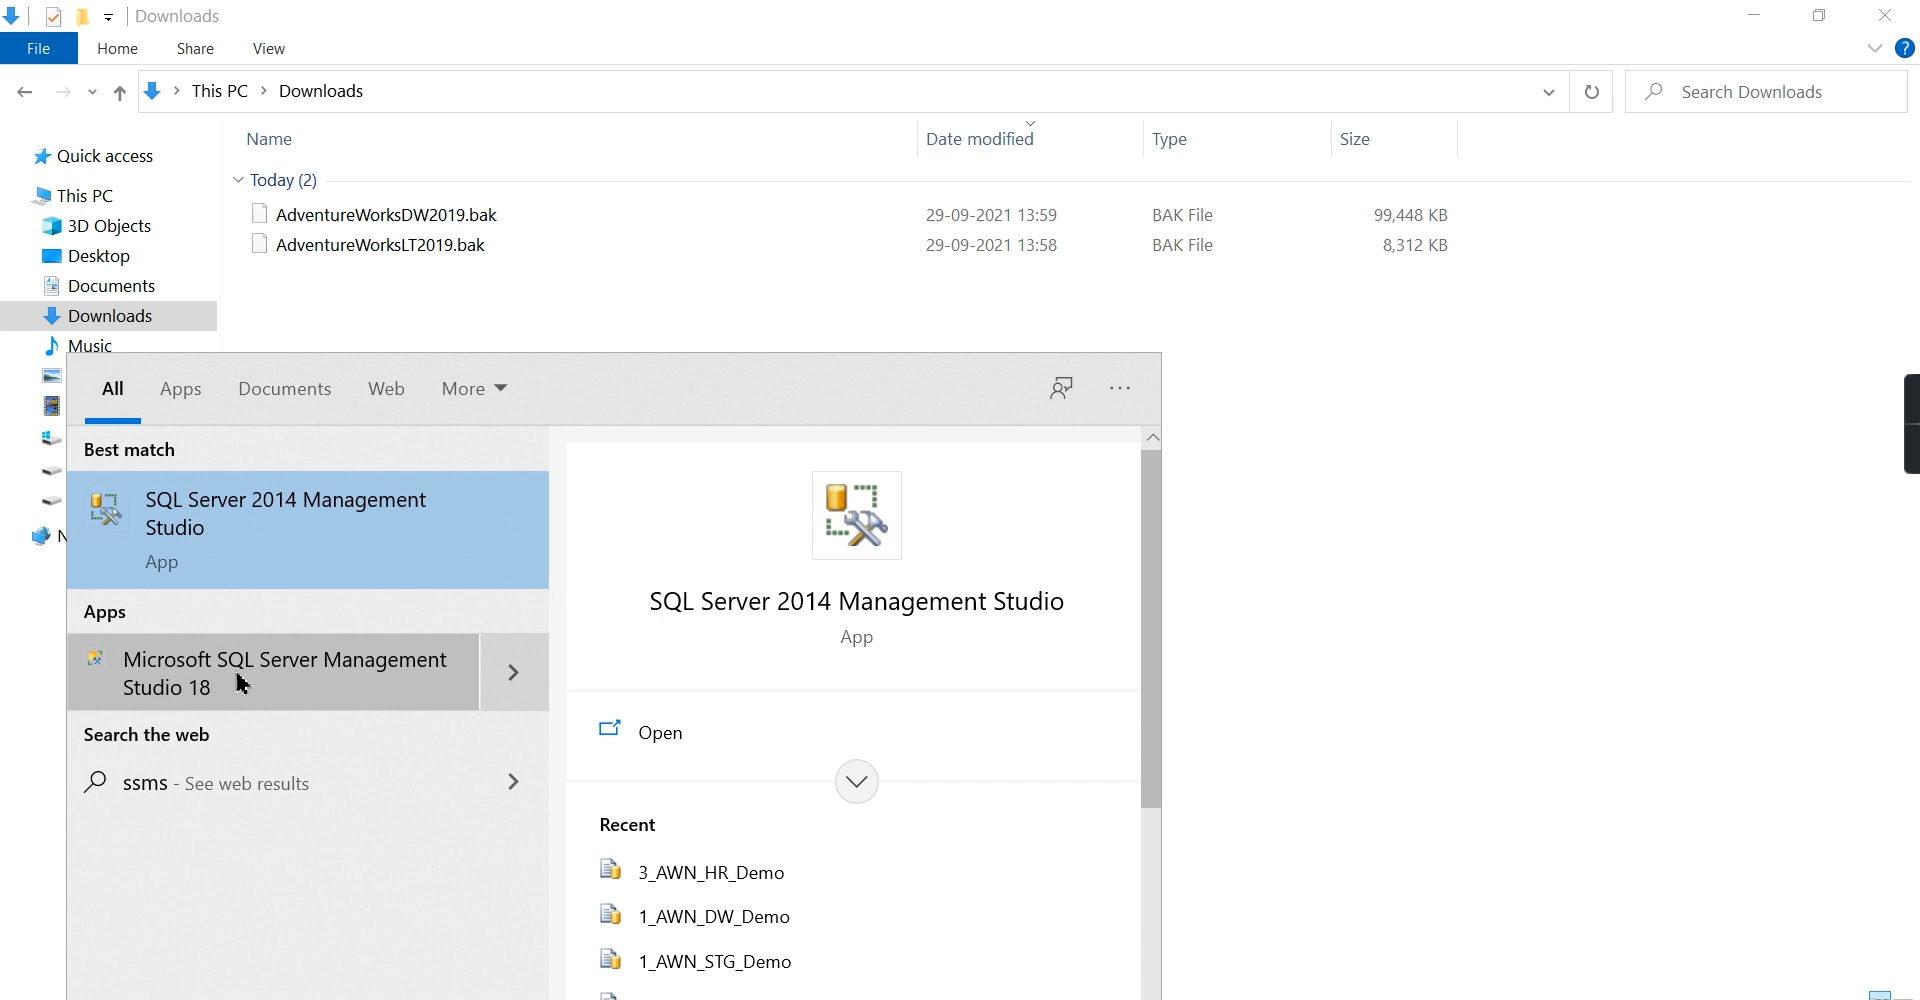 Downloads
File Home Share View
This PC Downloads
Search Downloads
Name Date modified Type Size
Quick access
Today (2)
This PC
AdventureWorksDW2019.bak 29-09-2021 13:59 BAK File 99,448 KB
3D Objects
AdventureWorksLT2019.bak 29-09-2021 13:58 BAK File 8,312 KB
Desktop
Documents
Downloads
Music
All Apps Documents Web More
Best match
SQL Server 2014 Management
Studio
App
Apps
Microsoft SQL Server Management
Studio 18
Search the web
ssms - See web results
SQL Server 2014 Management Studio
App
Open
Recent
3_AWN_HR_Demo
1_AWN_DW_Demo
1_AWN_STG_Demo